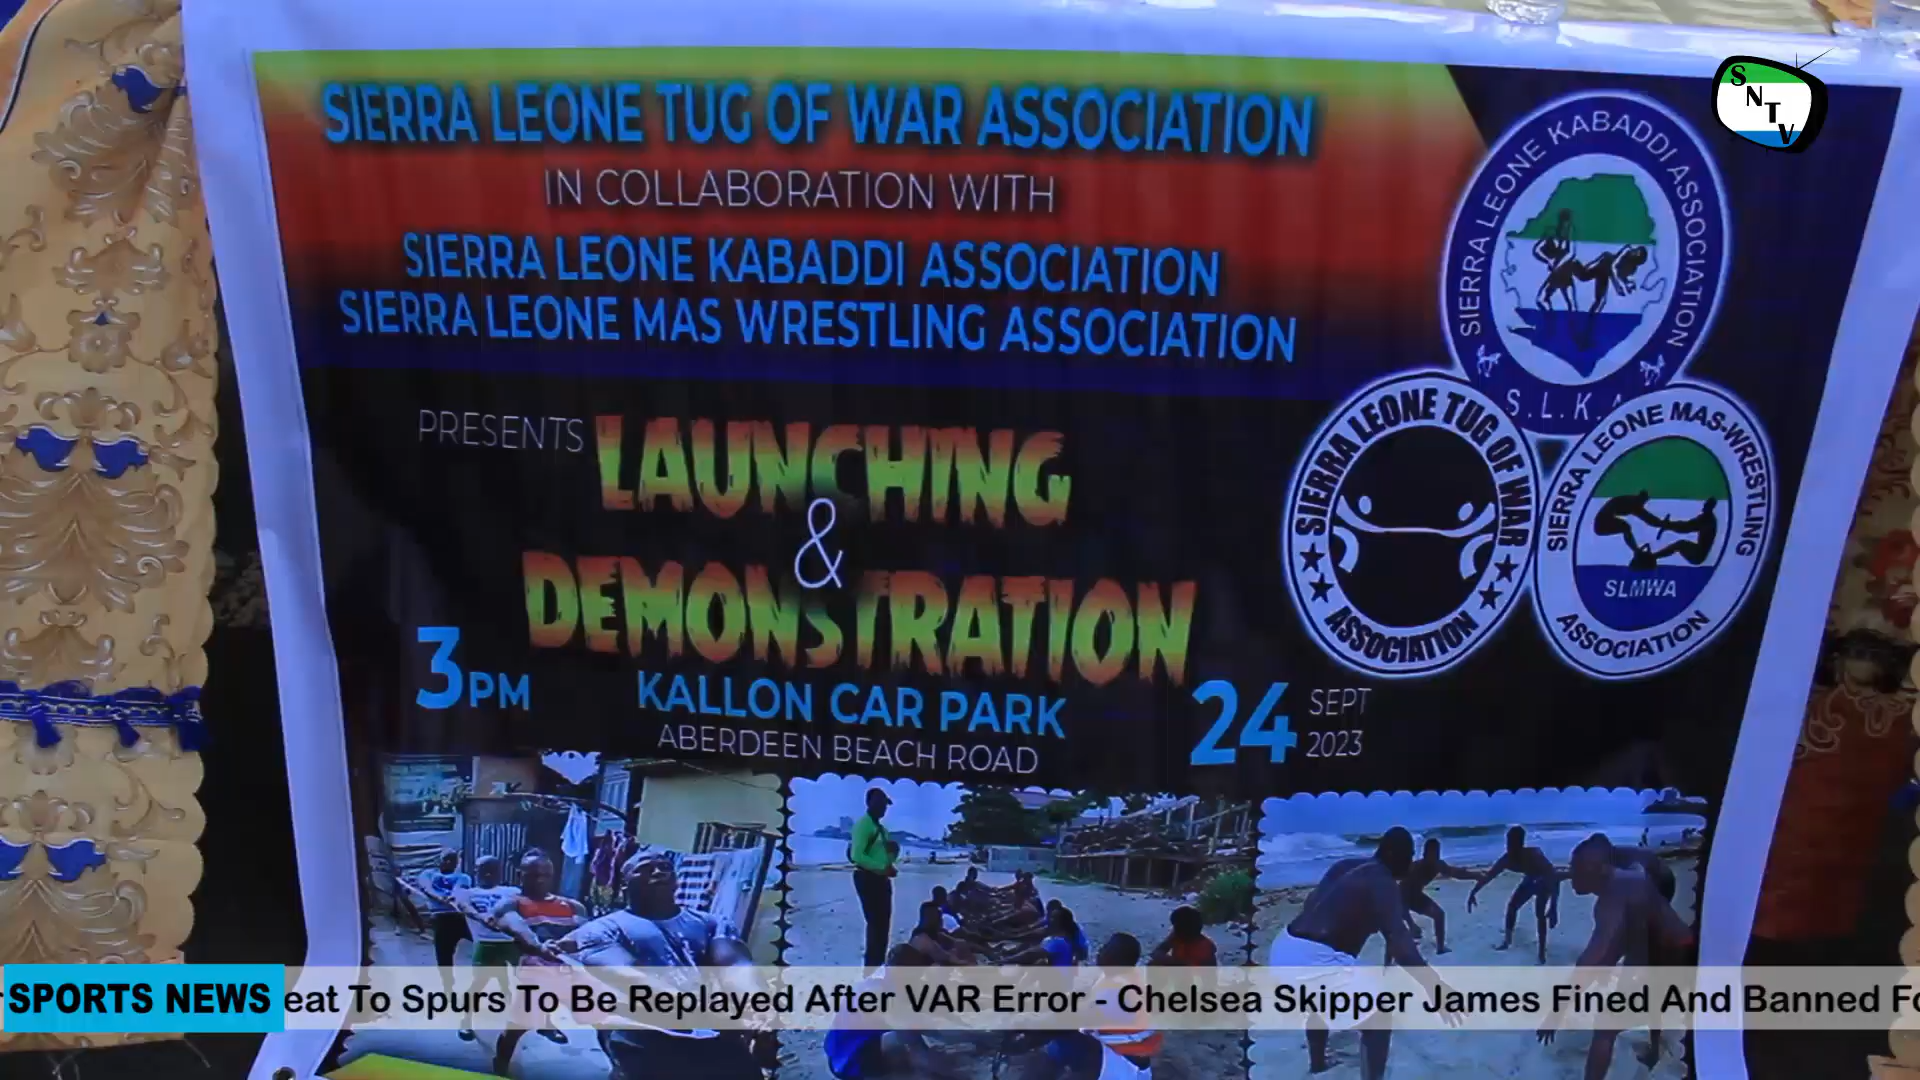 SIERRA LEONE TUG OF WAR ASSOCIATION
IN COLLABORATION WITH
SIERRA LEONE KABADDI ASSOCIATION
SIERRA LEONE MAS WRESTLING ASSOCIATION
PRESENTS LAUNCHING
&
DEMONSTRATION
3PM
KALLON CAR PARK
ABERDEEN BEACH ROAD
24 SEPT
2023
SNTV
SIERRA LEONE KABADDI ASSOCIATION
S.L.K.A
SIERRA LEONE TUG OF WAR
ASSOCIATION
SIERRA LEONE MAS-WRESTLING
SLMWA
ASSOCIATION
SPORTS NEWS
eat To Spurs To Be Replayed After VAR Error - Chelsea Skipper James Fined And Banned Fo